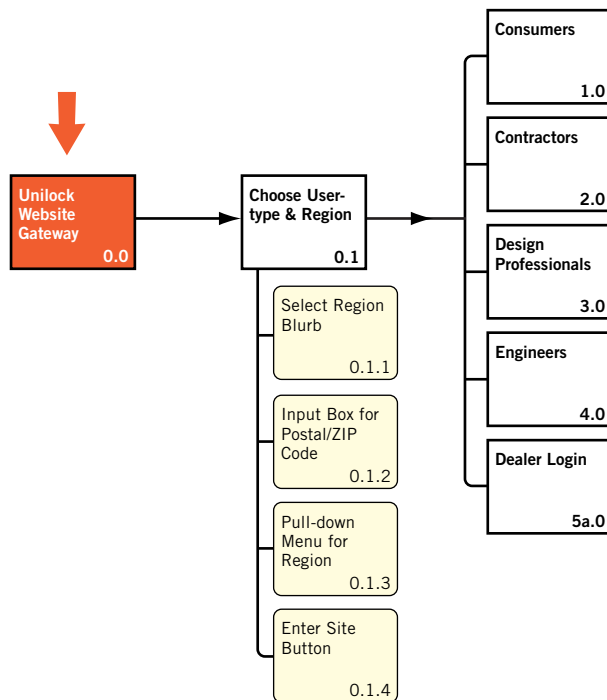 Unilock
Website
Gateway
0.0
Choose User-
type & Region
0.1
Select Region
Blurb
0.1.1
Input Box for
Postal/ZIP
Code
0.1.2
Pull-down
Menu for
Region
0.1.3
Enter Site
Button
0.1.4
Consumers
1.0
Contractors
2.0
Design
Professionals
3.0
Engineers
4.0
Dealer Login
5a.0